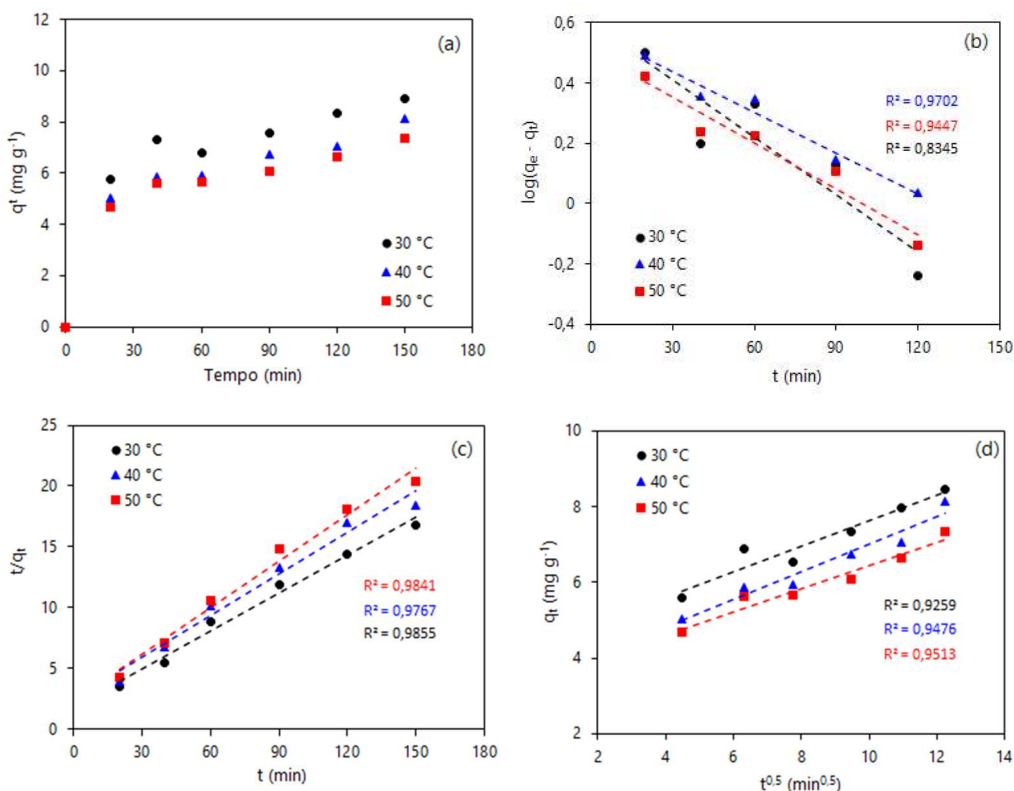 (a)
12
10
8
6
4
2
0
qᵗ (mg g⁻¹)
30 °C
40 °C
50 °C
0 30 60 90 120 150 180
Tempo (min)
(b)
0,6
0,4
0,2
0
-0,2
-0,4
log(qₑ - qₜ)
R² = 0,9702
R² = 0,9447
R² = 0,8345
30 °C
40 °C
50 °C
0 30 60 90 120 150
t (min)
(c)
25
20
15
10
5
0
t/qₜ
30 °C
40 °C
50 °C
R² = 0,9841
R² = 0,9767
R² = 0,9855
0 30 60 90 120 150 180
t (min)
(d)
10
8
6
4
2
qₜ (mg g⁻¹)
30 °C
40 °C
50 °C
R² = 0,9259
R² = 0,9476
R² = 0,9513
2 4 6 8 10 12 14
t⁰·⁵ (min⁰·⁵)